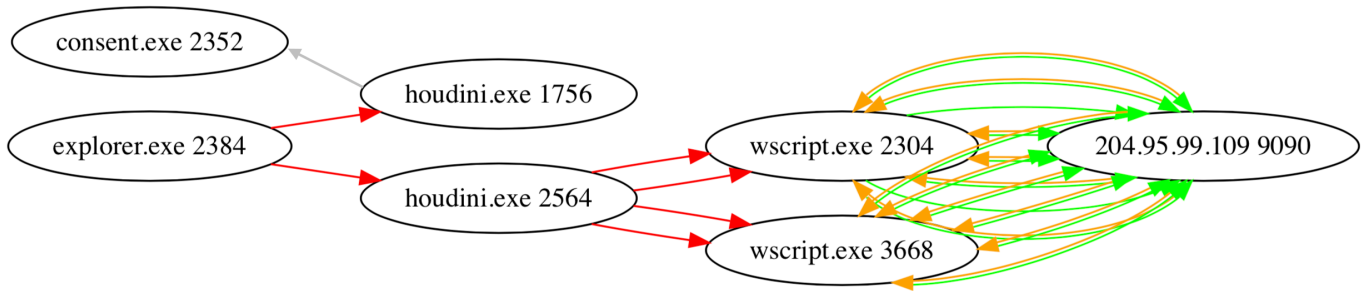 consent.exe 2352
houdini.exe 1756
explorer.exe 2384
wscript.exe 2304
204.95.99.109 9090
houdini.exe 2564
wscript.exe 3668